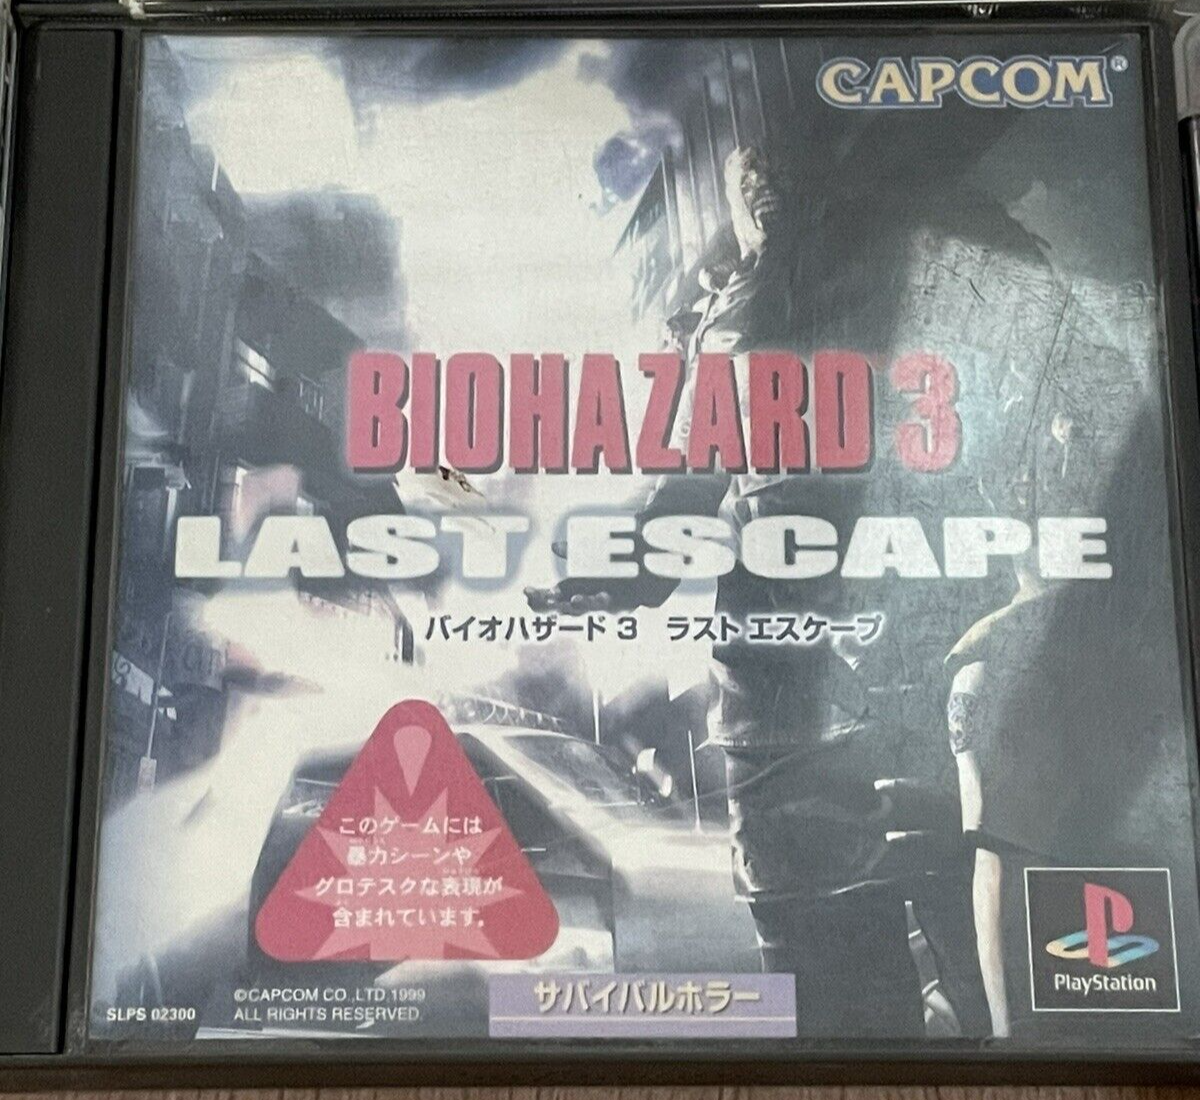 CAPCOM®
BIOHAZARD™ 3
LAST ESCAPE
バイオハザード 3 ラスト エスケープ
このゲームには
暴力シーンや
グロテスクな表現が
含まれています。
サバイバルホラー
SLPS 02300
©CAPCOM CO.,LTD.1999
ALL RIGHTS RESERVED.
PlayStation